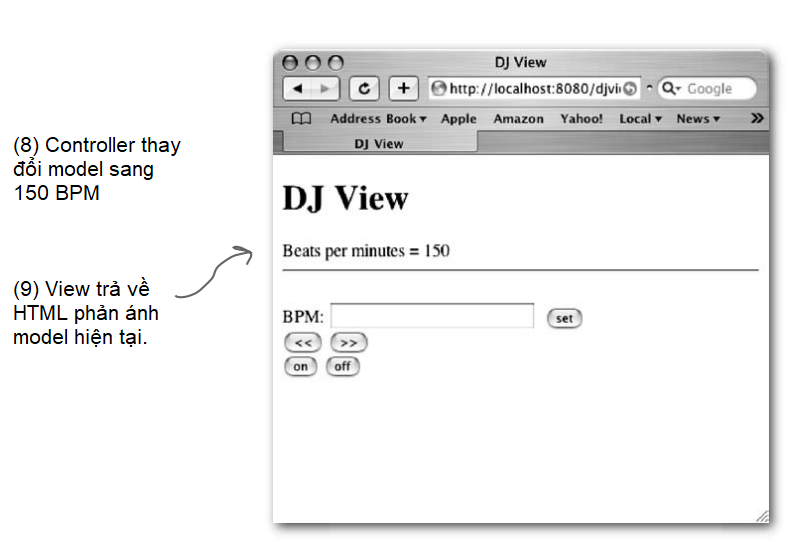 (8) Controller thay
đổi model sang
150 BPM
(9) View trả về
HTML phản ánh
model hiện tại.
DJ View
http://localhost:8080/djvi
Google
Address Book Apple Amazon Yahoo! Local News
DJ View
DJ View
Beats per minutes = 150
BPM: set
<< >>
on off